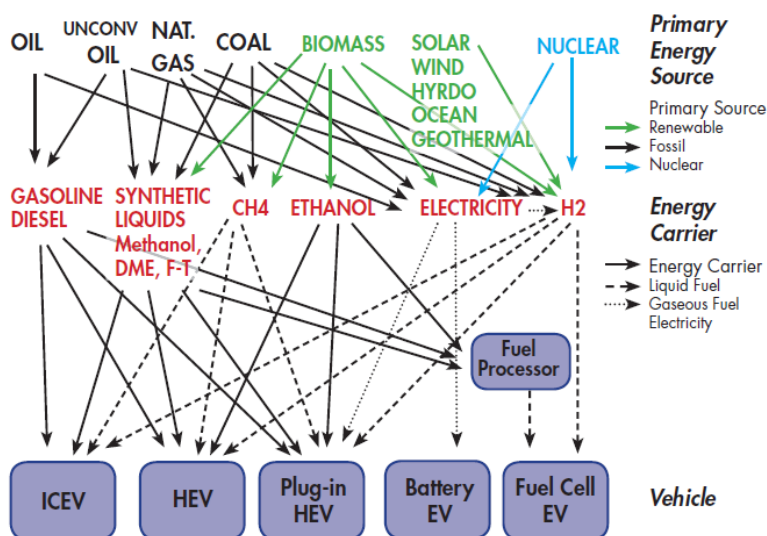 OIL
UNCONV
OIL
NAT.
GAS
COAL
BIOMASS
SOLAR
WIND
HYRDO
OCEAN
GEOTHERMAL
NUCLEAR
Primary
Energy
Source
Primary Source
Renewable
Fossil
Nuclear
GASOLINE
DIESEL
SYNTHETIC
LIQUIDS
Methanol,
DME, F-T
CH4
ETHANOL
ELECTRICITY
H2
Energy
Carrier
Energy Carrier
Liquid Fuel
Gaseous Fuel
Electricity
Fuel
Processor
ICEV
HEV
Plug-in
HEV
Battery
EV
Fuel Cell
EV
Vehicle